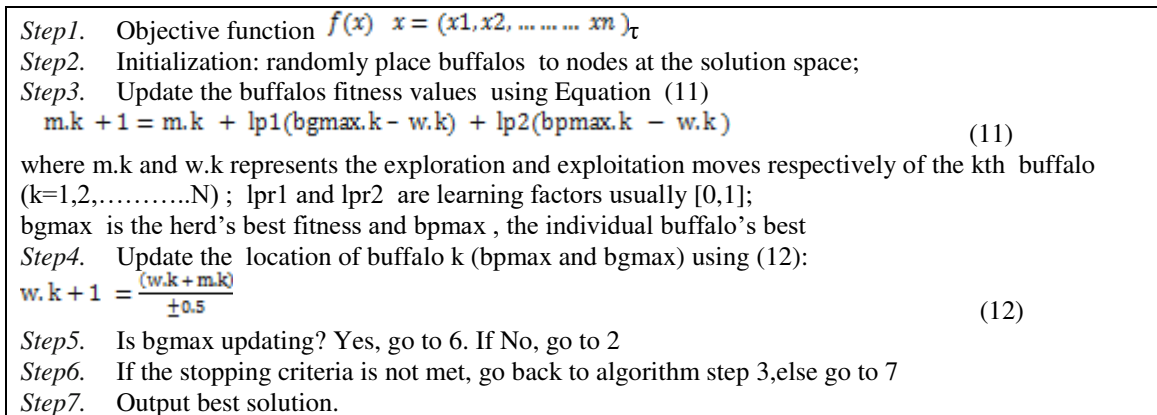 Step1. Objective function f(x) x = (x1, x2, ... ... ... xn )τ
Step2. Initialization: randomly place buffalos to nodes at the solution space;
Step3. Update the buffalos fitness values using Equation (11)
m.k + 1 = m.k + lp1(bgmax.k - w.k) + lp2(bpmax.k − w.k ) (11)
where m.k and w.k represents the exploration and exploitation moves respectively of the kth buffalo
(k=1,2,………..N) ; lpr1 and lpr2 are learning factors usually [0,1];
bgmax is the herd’s best fitness and bpmax , the individual buffalo’s best
Step4. Update the location of buffalo k (bpmax and bgmax) using (12):
w. k + 1 = (w.k + m.k) / ±0.5 (12)
Step5. Is bgmax updating? Yes, go to 6. If No, go to 2
Step6. If the stopping criteria is not met, go back to algorithm step 3,else go to 7
Step7. Output best solution.